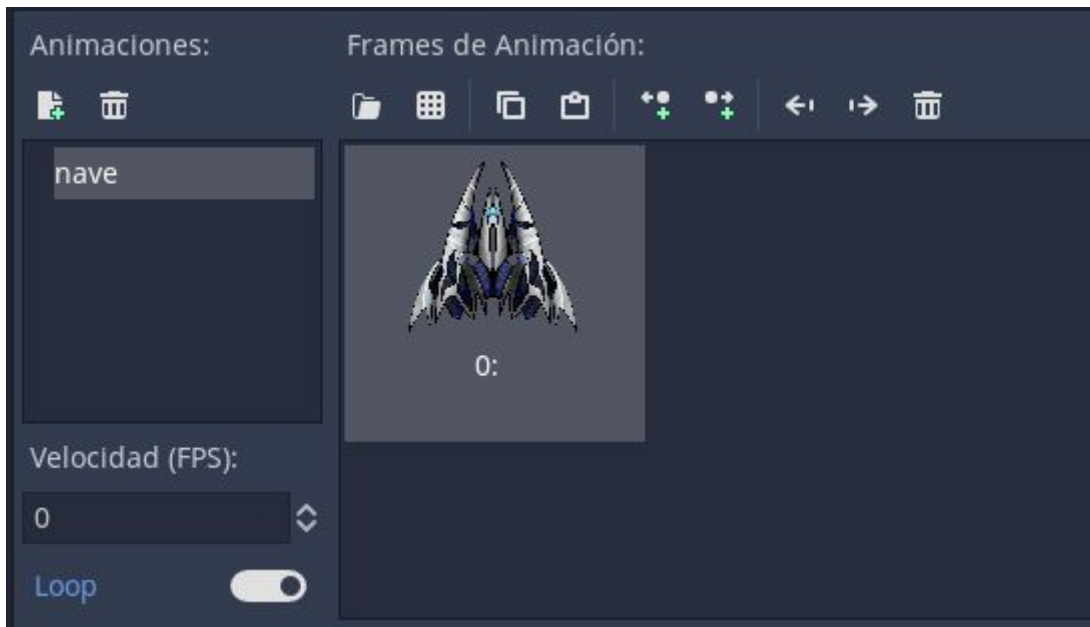 Animaciones:
Frames de Animación:
nave
0:
Velocidad (FPS):
0
Loop